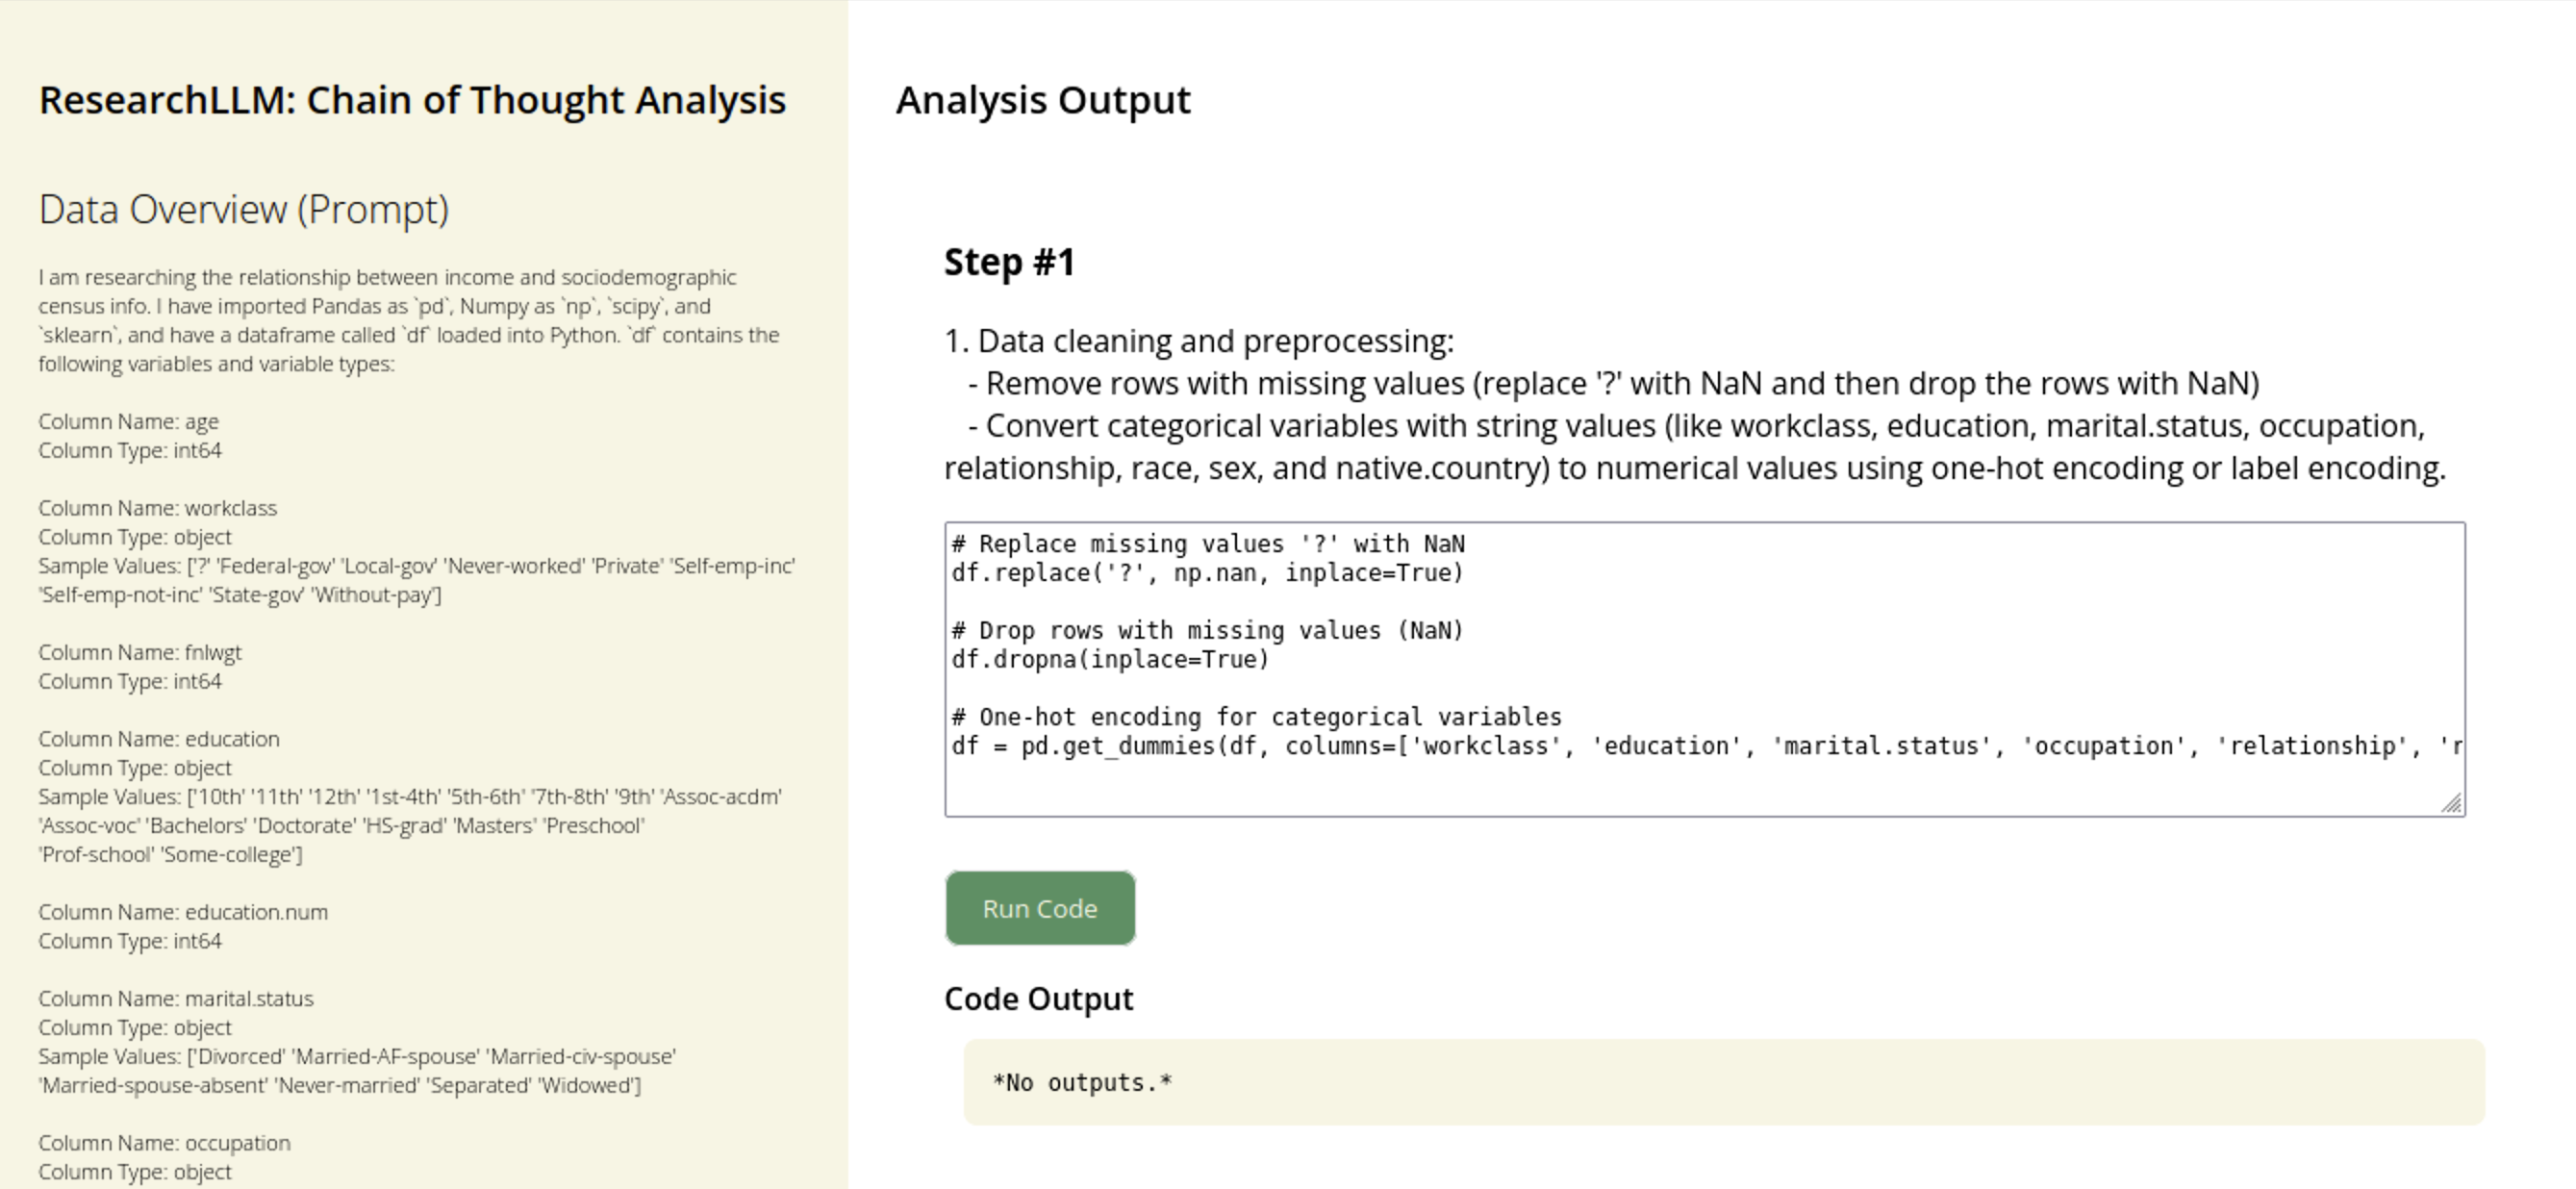 ResearchLLM: Chain of Thought Analysis
Data Overview (Prompt)
I am researching the relationship between income and sociodemographic
census info. I have imported Pandas as `pd`, Numpy as `np`, `scipy`, and
`sklearn`, and have a dataframe called `df` loaded into Python. `df` contains the
following variables and variable types:
Column Name: age
Column Type: int64
Column Name: workclass
Column Type: object
Sample Values: ['?' 'Federal-gov' 'Local-gov' 'Never-worked' 'Private' 'Self-emp-inc'
'Self-emp-not-inc' 'State-gov' 'Without-pay']
Column Name: fnlwgt
Column Type: int64
Column Name: education
Column Type: object
Sample Values: ['10th' '11th' '12th' '1st-4th' '5th-6th' '7th-8th' '9th' 'Assoc-acdm'
'Assoc-voc' 'Bachelors' 'Doctorate' 'HS-grad' 'Masters' 'Preschool'
'Prof-school' 'Some-college']
Column Name: education.num
Column Type: int64
Column Name: marital.status
Column Type: object
Sample Values: ['Divorced' 'Married-AF-spouse' 'Married-civ-spouse'
'Married-spouse-absent' 'Never-married' 'Separated' 'Widowed']
Column Name: occupation
Column Type: object
Analysis Output
Step #1
1. Data cleaning and preprocessing:
- Remove rows with missing values (replace '?' with NaN and then drop the rows with NaN)
- Convert categorical variables with string values (like workclass, education, marital.status, occupation,
relationship, race, sex, and native.country) to numerical values using one-hot encoding or label encoding.
# Replace missing values '?' with NaN
df.replace('?', np.nan, inplace=True)
# Drop rows with missing values (NaN)
df.dropna(inplace=True)
# One-hot encoding for categorical variables
df = pd.get_dummies(df, columns=['workclass', 'education', 'marital.status', 'occupation', 'relationship', 'r
Run Code
Code Output
*No outputs.*